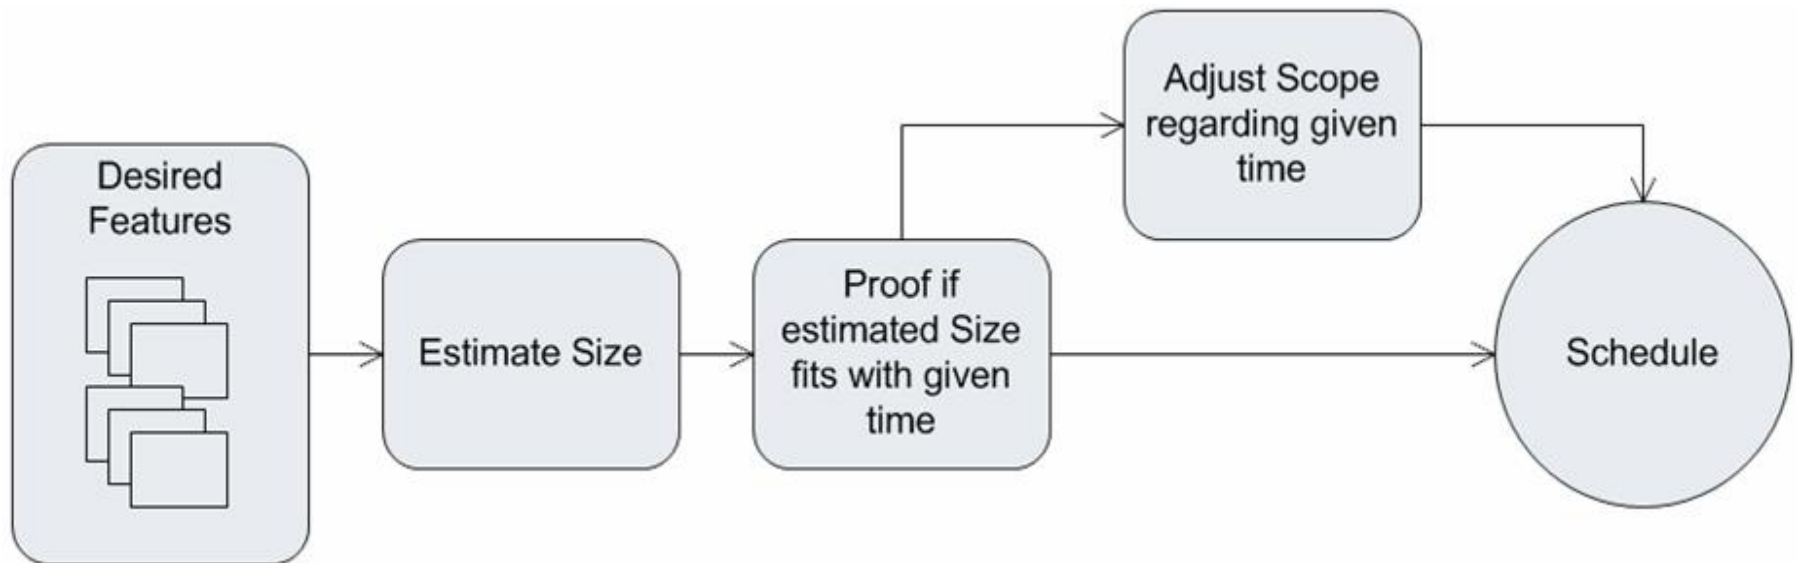 Desired
Features
Estimate Size
Proof if
estimated Size
fits with given
time
Adjust Scope
regarding given
time
Schedule